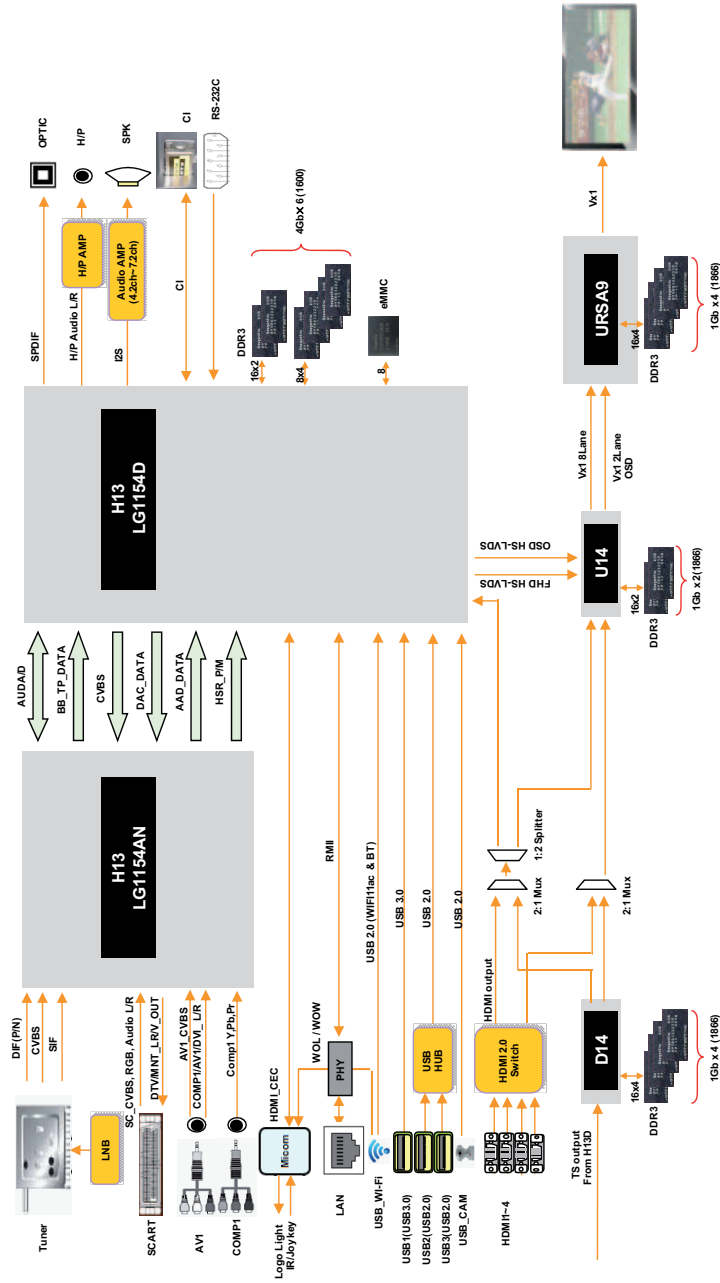 Tuner
LNB
SCART
AV1
COMP1
Logo Light
IR/Joy key
Micom
LAN
USB_WI-Fi
USB1(USB3.0)
USB2(USB2.0)
USB3(USB2.0)
USB_CAM
HDMI1~4
TS output
From H13D
DIF(P/N)
CVBS
SIF
SC_CVBS, RGB, Audio L/R
DTV/MNT_LR/V_OUT
AV1_CVBS
COMP1/AV1/DVI_ L/R
Comp1 Y,Pb,Pr
HDMI_CEC
WOL / WOW
PHY
USB
HUB
HDMI 2.0
Switch
D14
16x4
DDR3
1Gb x 4 (1866)
H13
LG1154AN
RMII
USB 2.0 (WIFI11ac & BT)
USB 3.0
USB 2.0
USB 2.0
HDMI output
2:1 Mux
1:2 Splitter
2:1 Mux
AUDA/D
BB_TP_DATA
CVBS
DAC_DATA
AAD_DATA
HSR_P/M
H13
LG1154D
FHD HS-LVDS
OSD HS-LVDS
U14
16x2
DDR3
1Gb x 2(1866)
SPDIF
H/P Audio L/R
I2S
H/P AMP
Audio AMP
(4.2ch~7.2ch)
CI
OPTIC
H/P
SPK
CI
RS-232C
DDR3
16x2
8x4
8
4Gb X 6 (1600)
eMMC
Vx1 8Lane
Vx1 2Lane
OSD
URSA9
16x4
DDR3
1Gb x 4 (1866)
Vx1